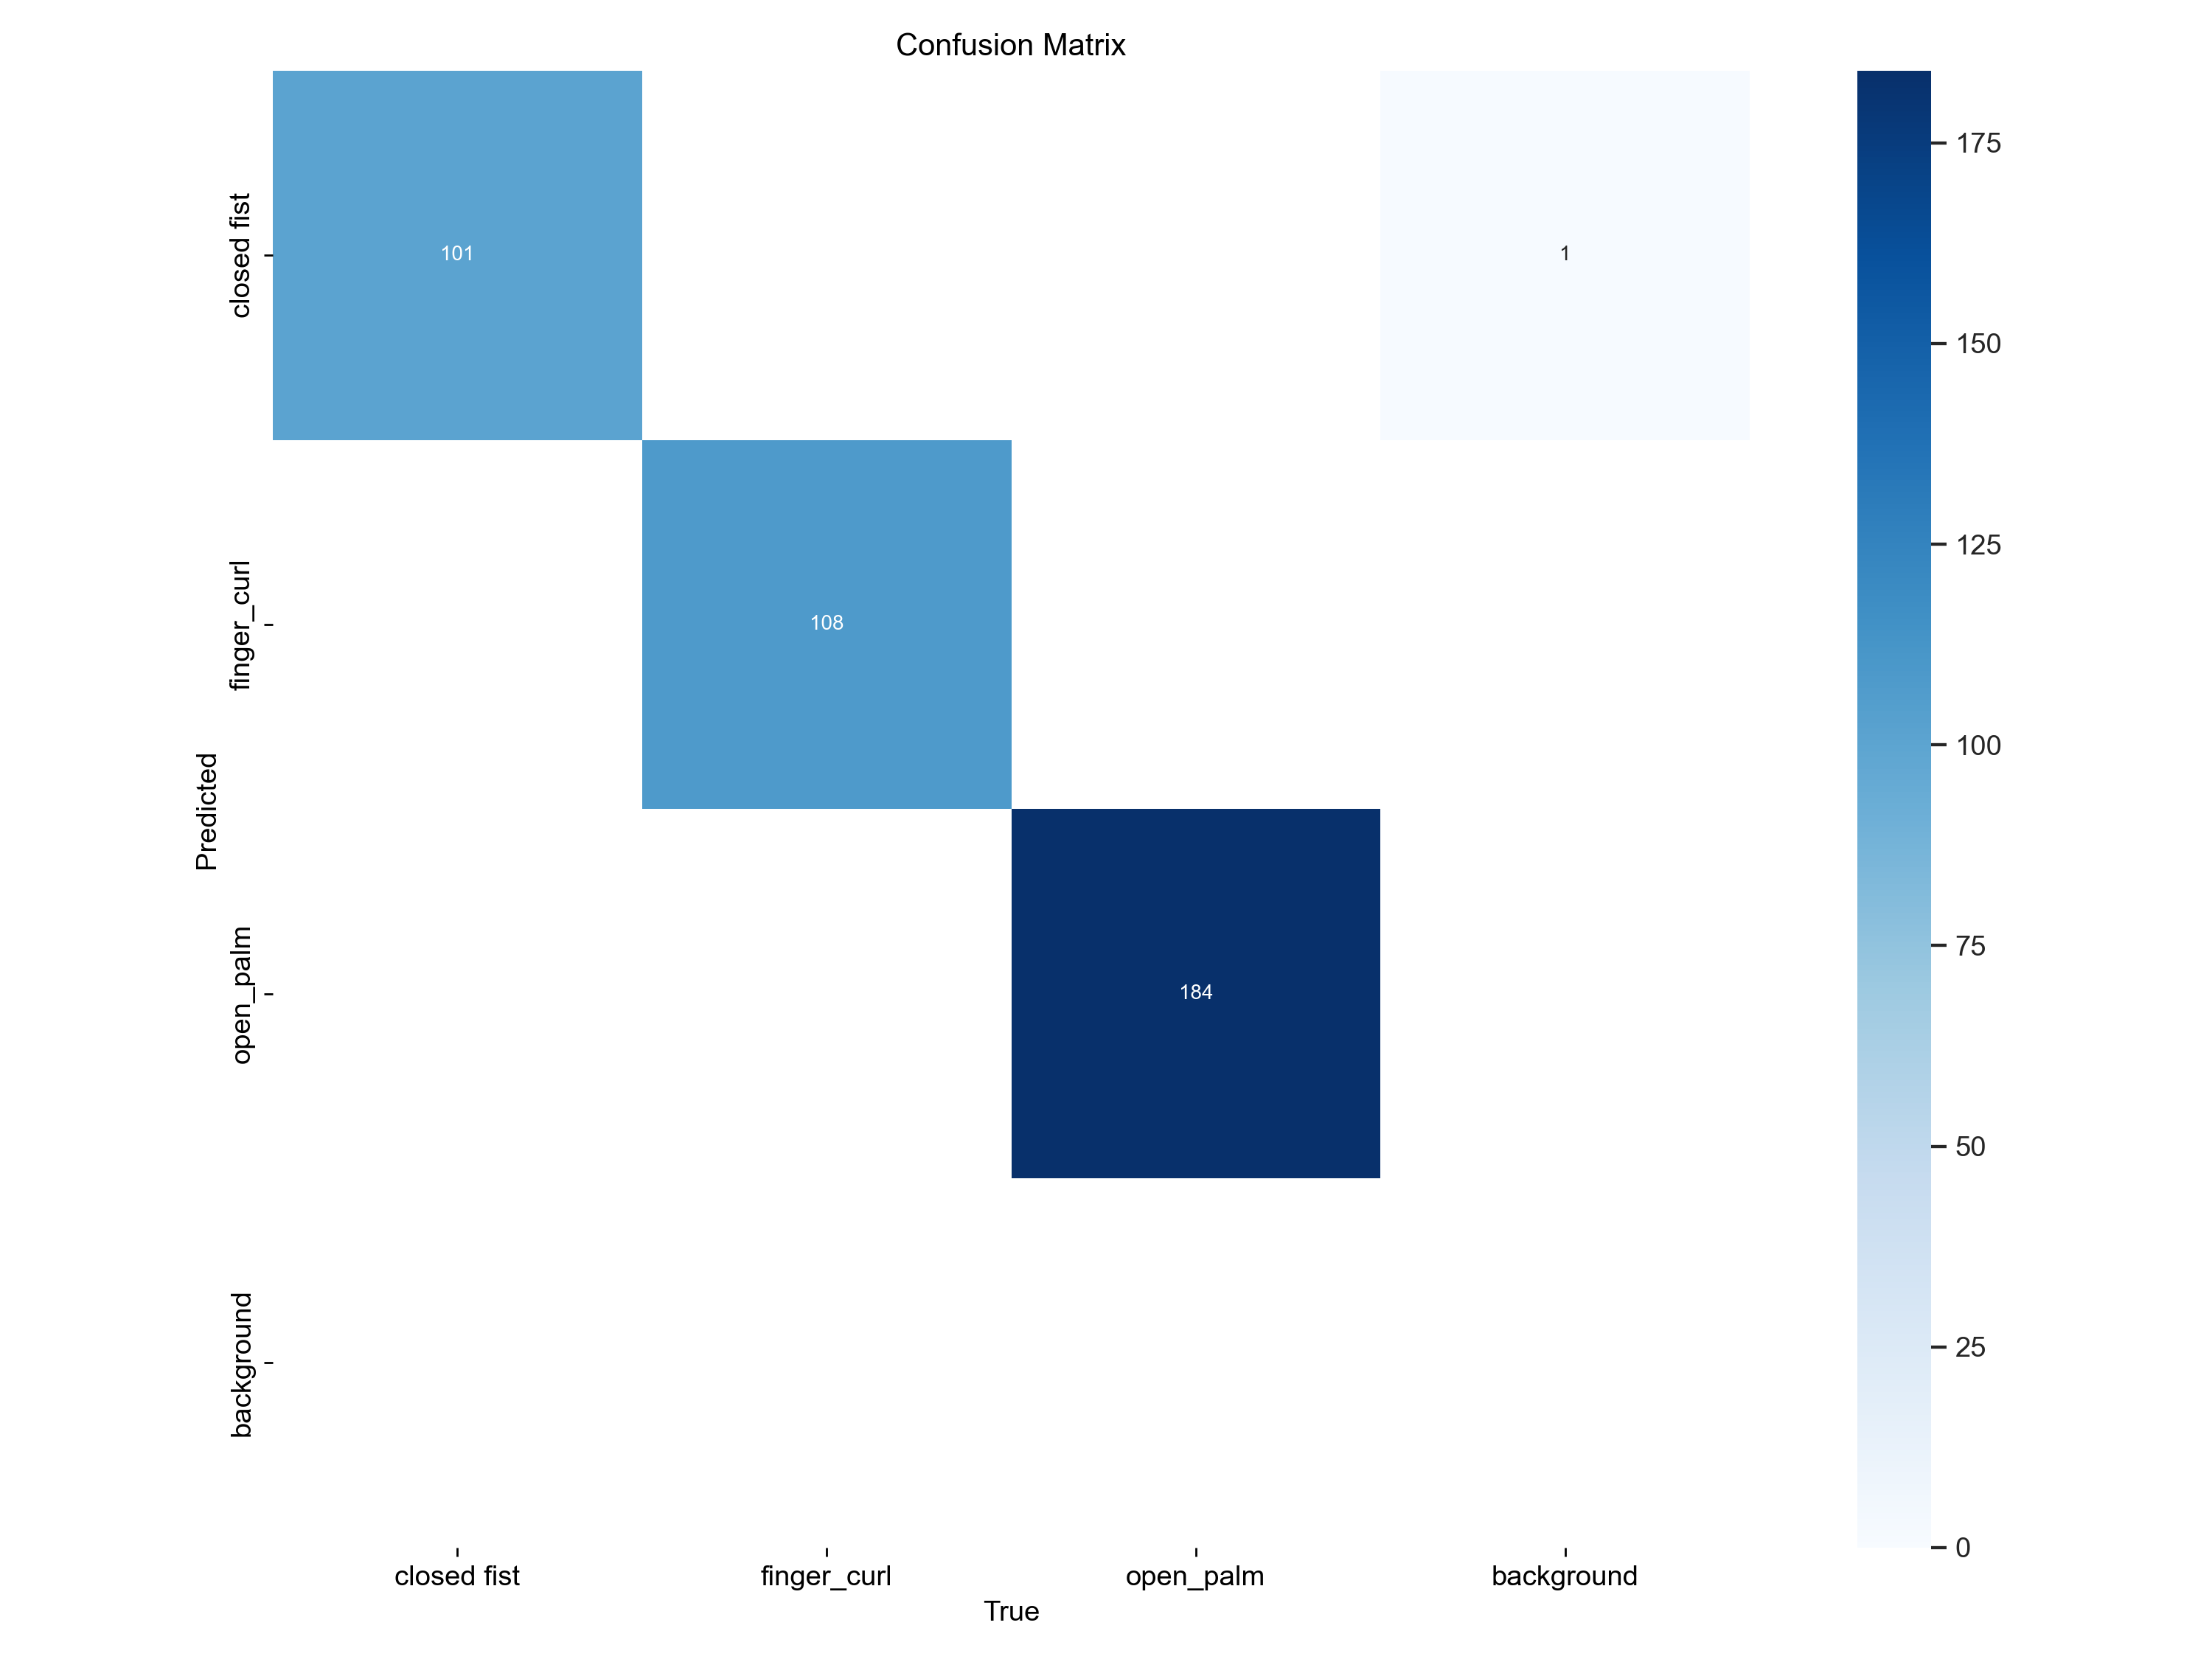 Confusion Matrix
closed fist
101
1
finger_curl
108
Predicted
open_palm
184
background
closed fist
finger_curl
open_palm
background
True
175
150
125
100
75
50
25
0